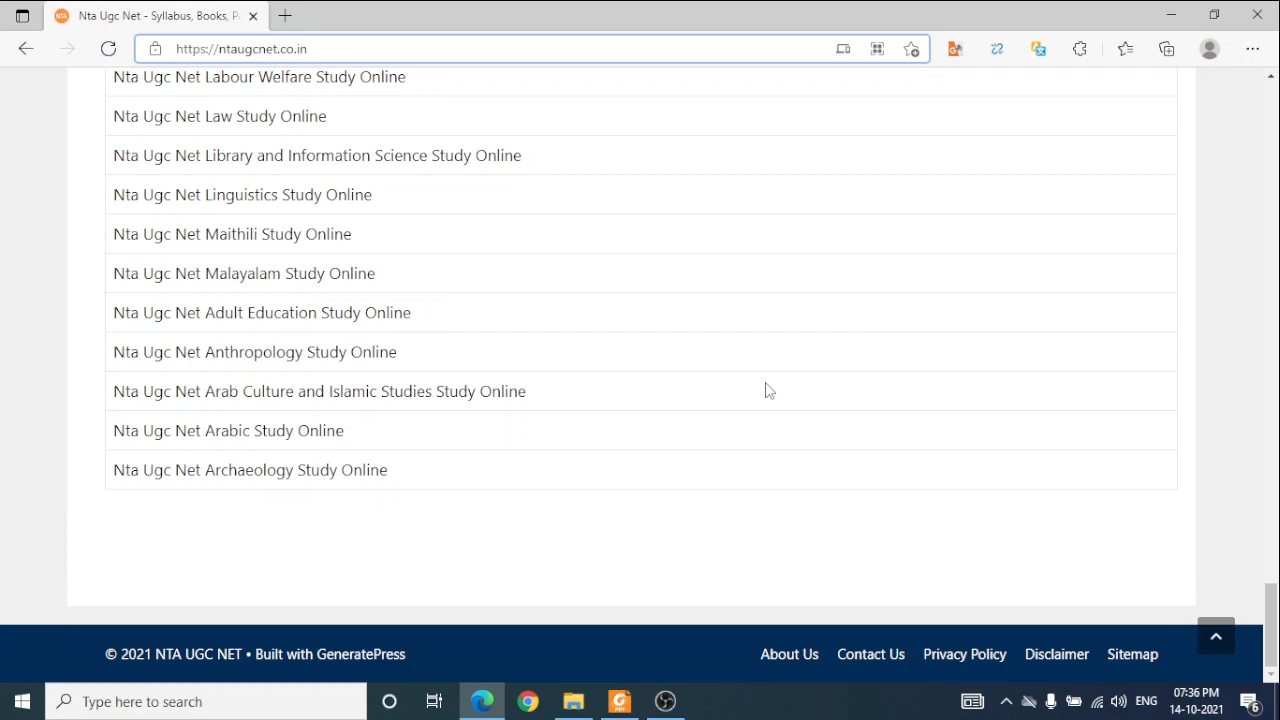 Nta Ugc Net - Syllabus, Books, P
https://ntaugcnet.co.in
Nta Ugc Net Labour Welfare Study Online
Nta Ugc Net Law Study Online
Nta Ugc Net Library and Information Science Study Online
Nta Ugc Net Linguistics Study Online
Nta Ugc Net Maithili Study Online
Nta Ugc Net Malayalam Study Online
Nta Ugc Net Adult Education Study Online
Nta Ugc Net Anthropology Study Online
Nta Ugc Net Arab Culture and Islamic Studies Study Online
Nta Ugc Net Arabic Study Online
Nta Ugc Net Archaeology Study Online
© 2021 NTA UGC NET • Built with GeneratePress
About Us Contact Us Privacy Policy Disclaimer Sitemap
Type here to search
ENG
07:36 PM
14-10-2021
6